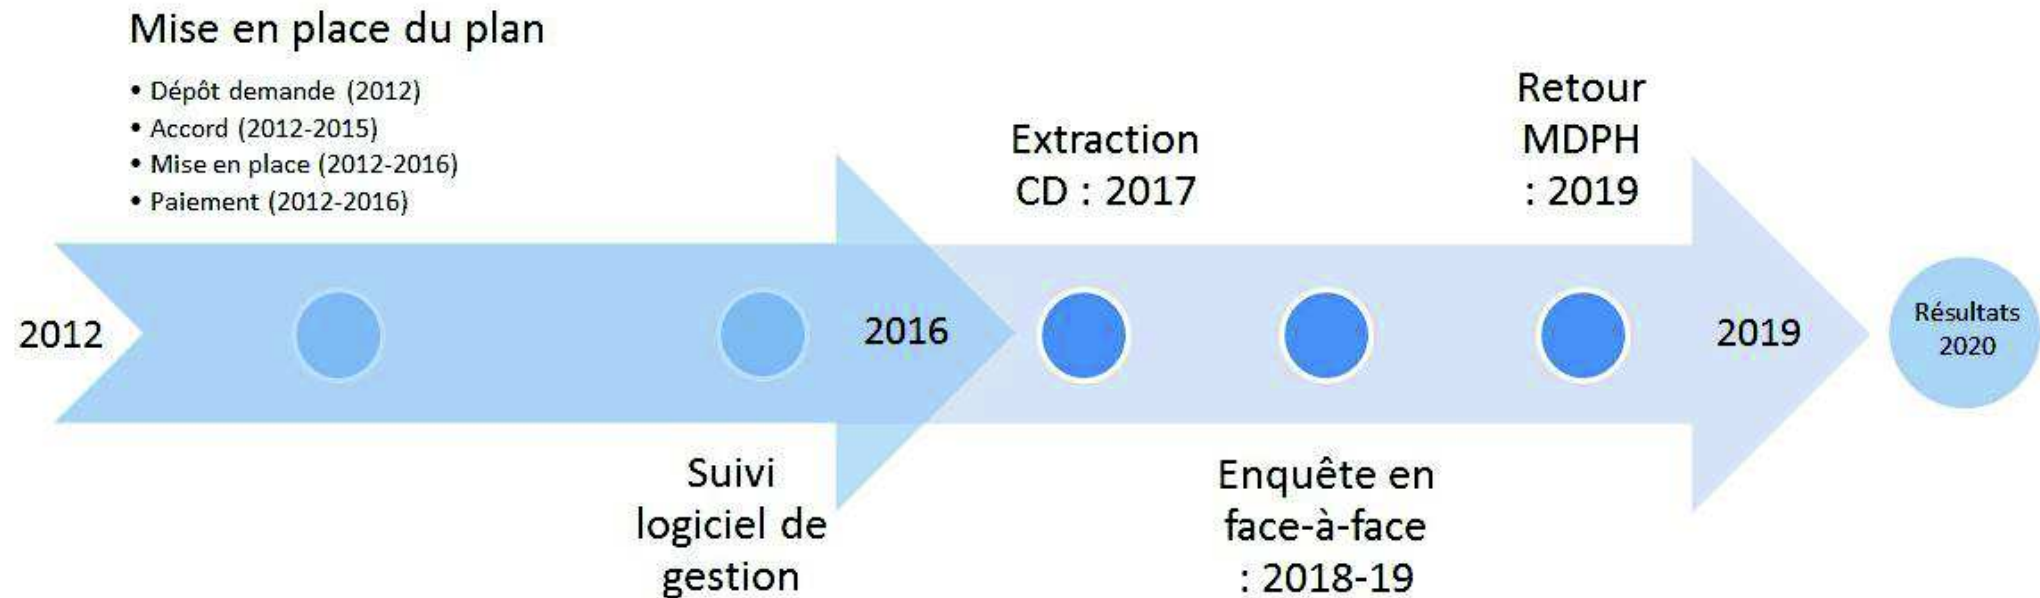 Mise en place du plan
• Dépôt demande (2012)
• Accord (2012-2015)
• Mise en place (2012-2016)
• Paiement (2012-2016)
Extraction
CD : 2017
Retour
MDPH
: 2019
2012
2016
2019
Résultats
2020
Suivi
logiciel de
gestion
Enquête en
face-à-face
: 2018-19